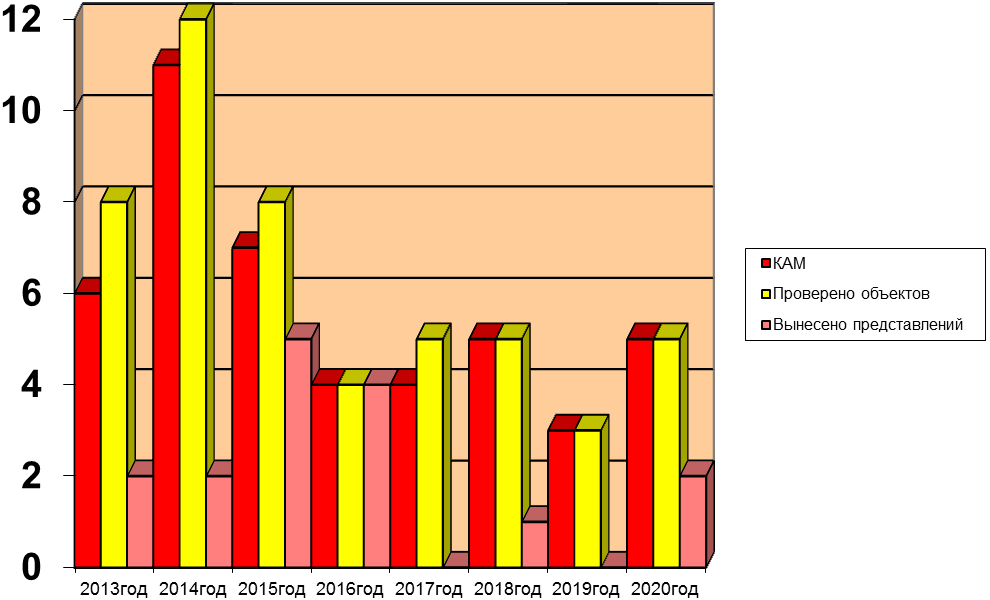 12
10
8
6
4
2
0
2013год 2014год 2015год 2016год 2017год 2018год 2019год 2020год
КАМ
Проверено объектов
Вынесено представлений